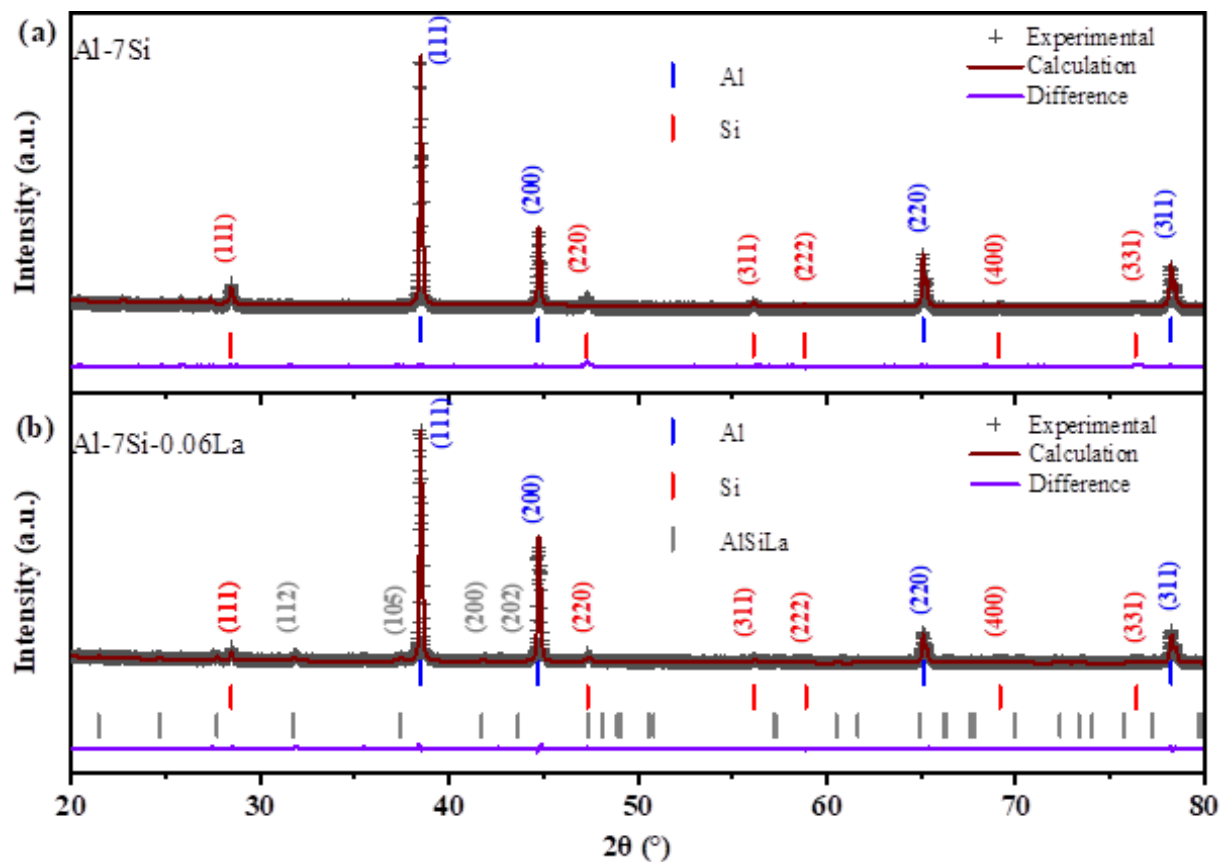 (a)
Al-7Si
Experimental
Calculation
Difference
Al
Si
(111)
(111)
(200)
(220)
(311)
(222)
(220)
(400)
(331)
(311)
Intensity (a.u.)
(b)
Al-7Si-0.06La
Experimental
Calculation
Difference
Al
Si
AlSiLa
(111)
(112)
(105)
(111)
(200)
(202)
(200)
(220)
(311)
(222)
(220)
(400)
(331)
(311)
Intensity (a.u.)
20 30 40 50 60 70 80
2θ (°)